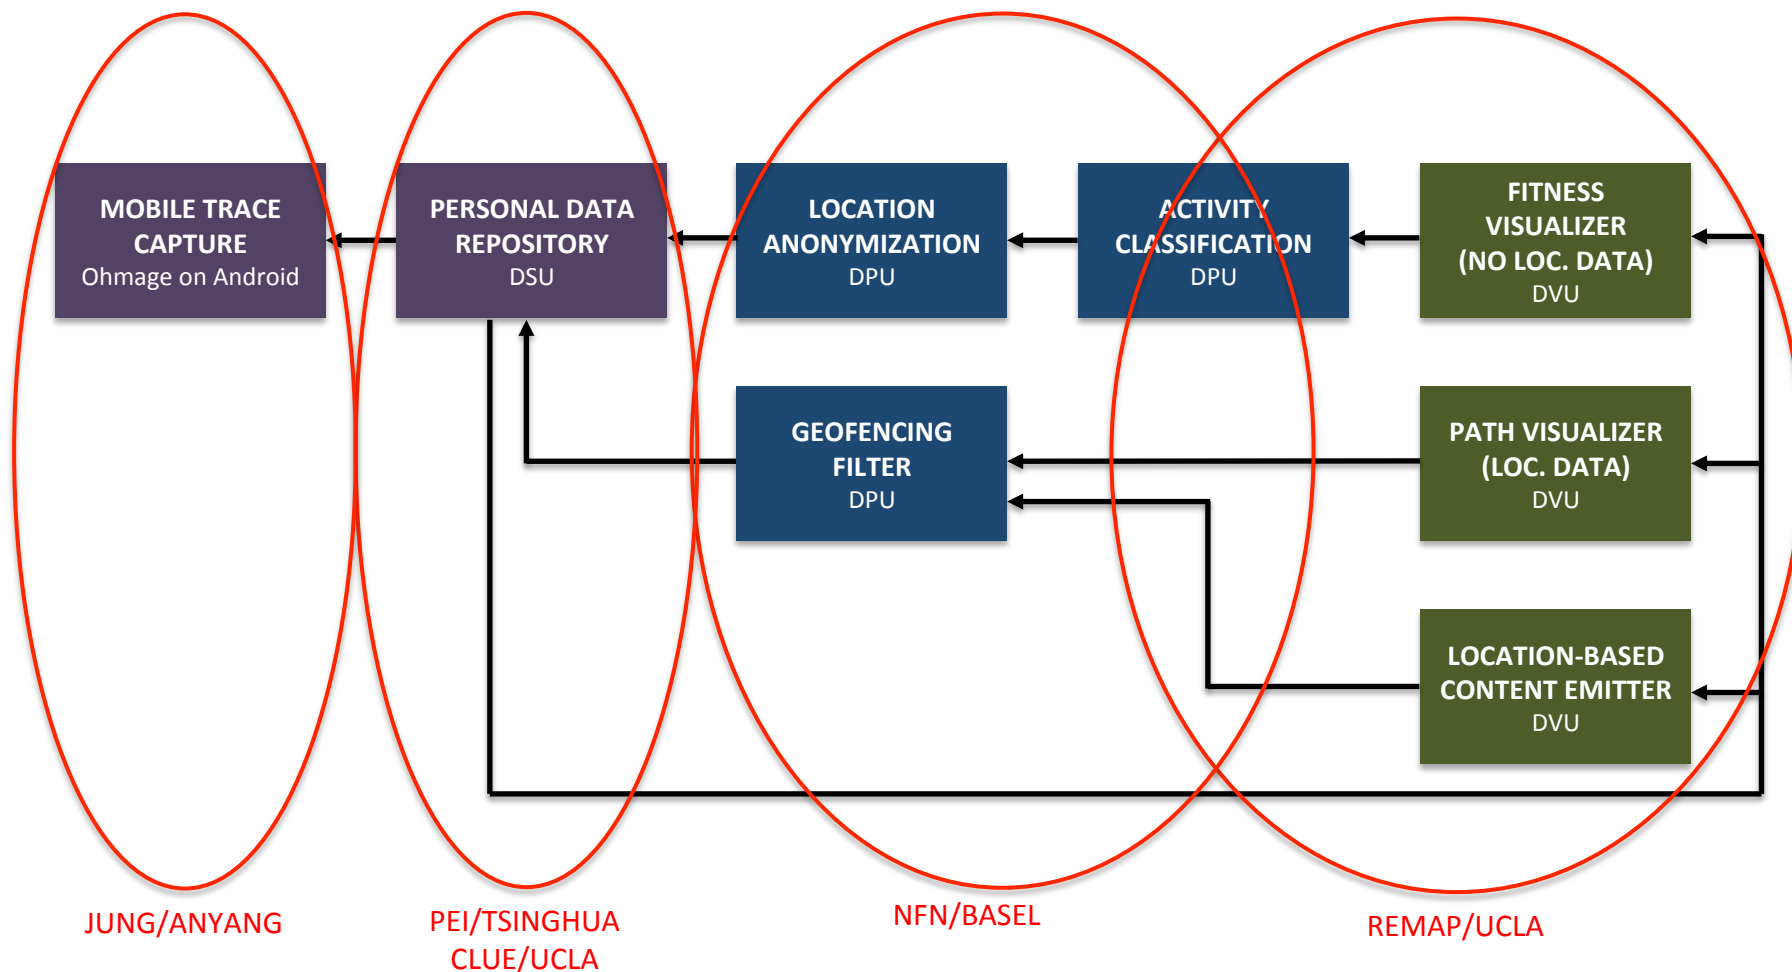 MOBILE TRACE
CAPTURE
Ohmage on Android
PERSONAL DATA
REPOSITORY
DSU
LOCATION
ANONYMIZATION
DPU
ACTIVITY
CLASSIFICATION
DPU
FITNESS
VISUALIZER
(NO LOC. DATA)
DVU
GEOFENCING
FILTER
DPU
PATH VISUALIZER
(LOC. DATA)
DVU
LOCATION-BASED
CONTENT EMITTER
DVU
JUNG/ANYANG
PEI/TSINGHUA
CLUE/UCLA
NFN/BASEL
REMAP/UCLA